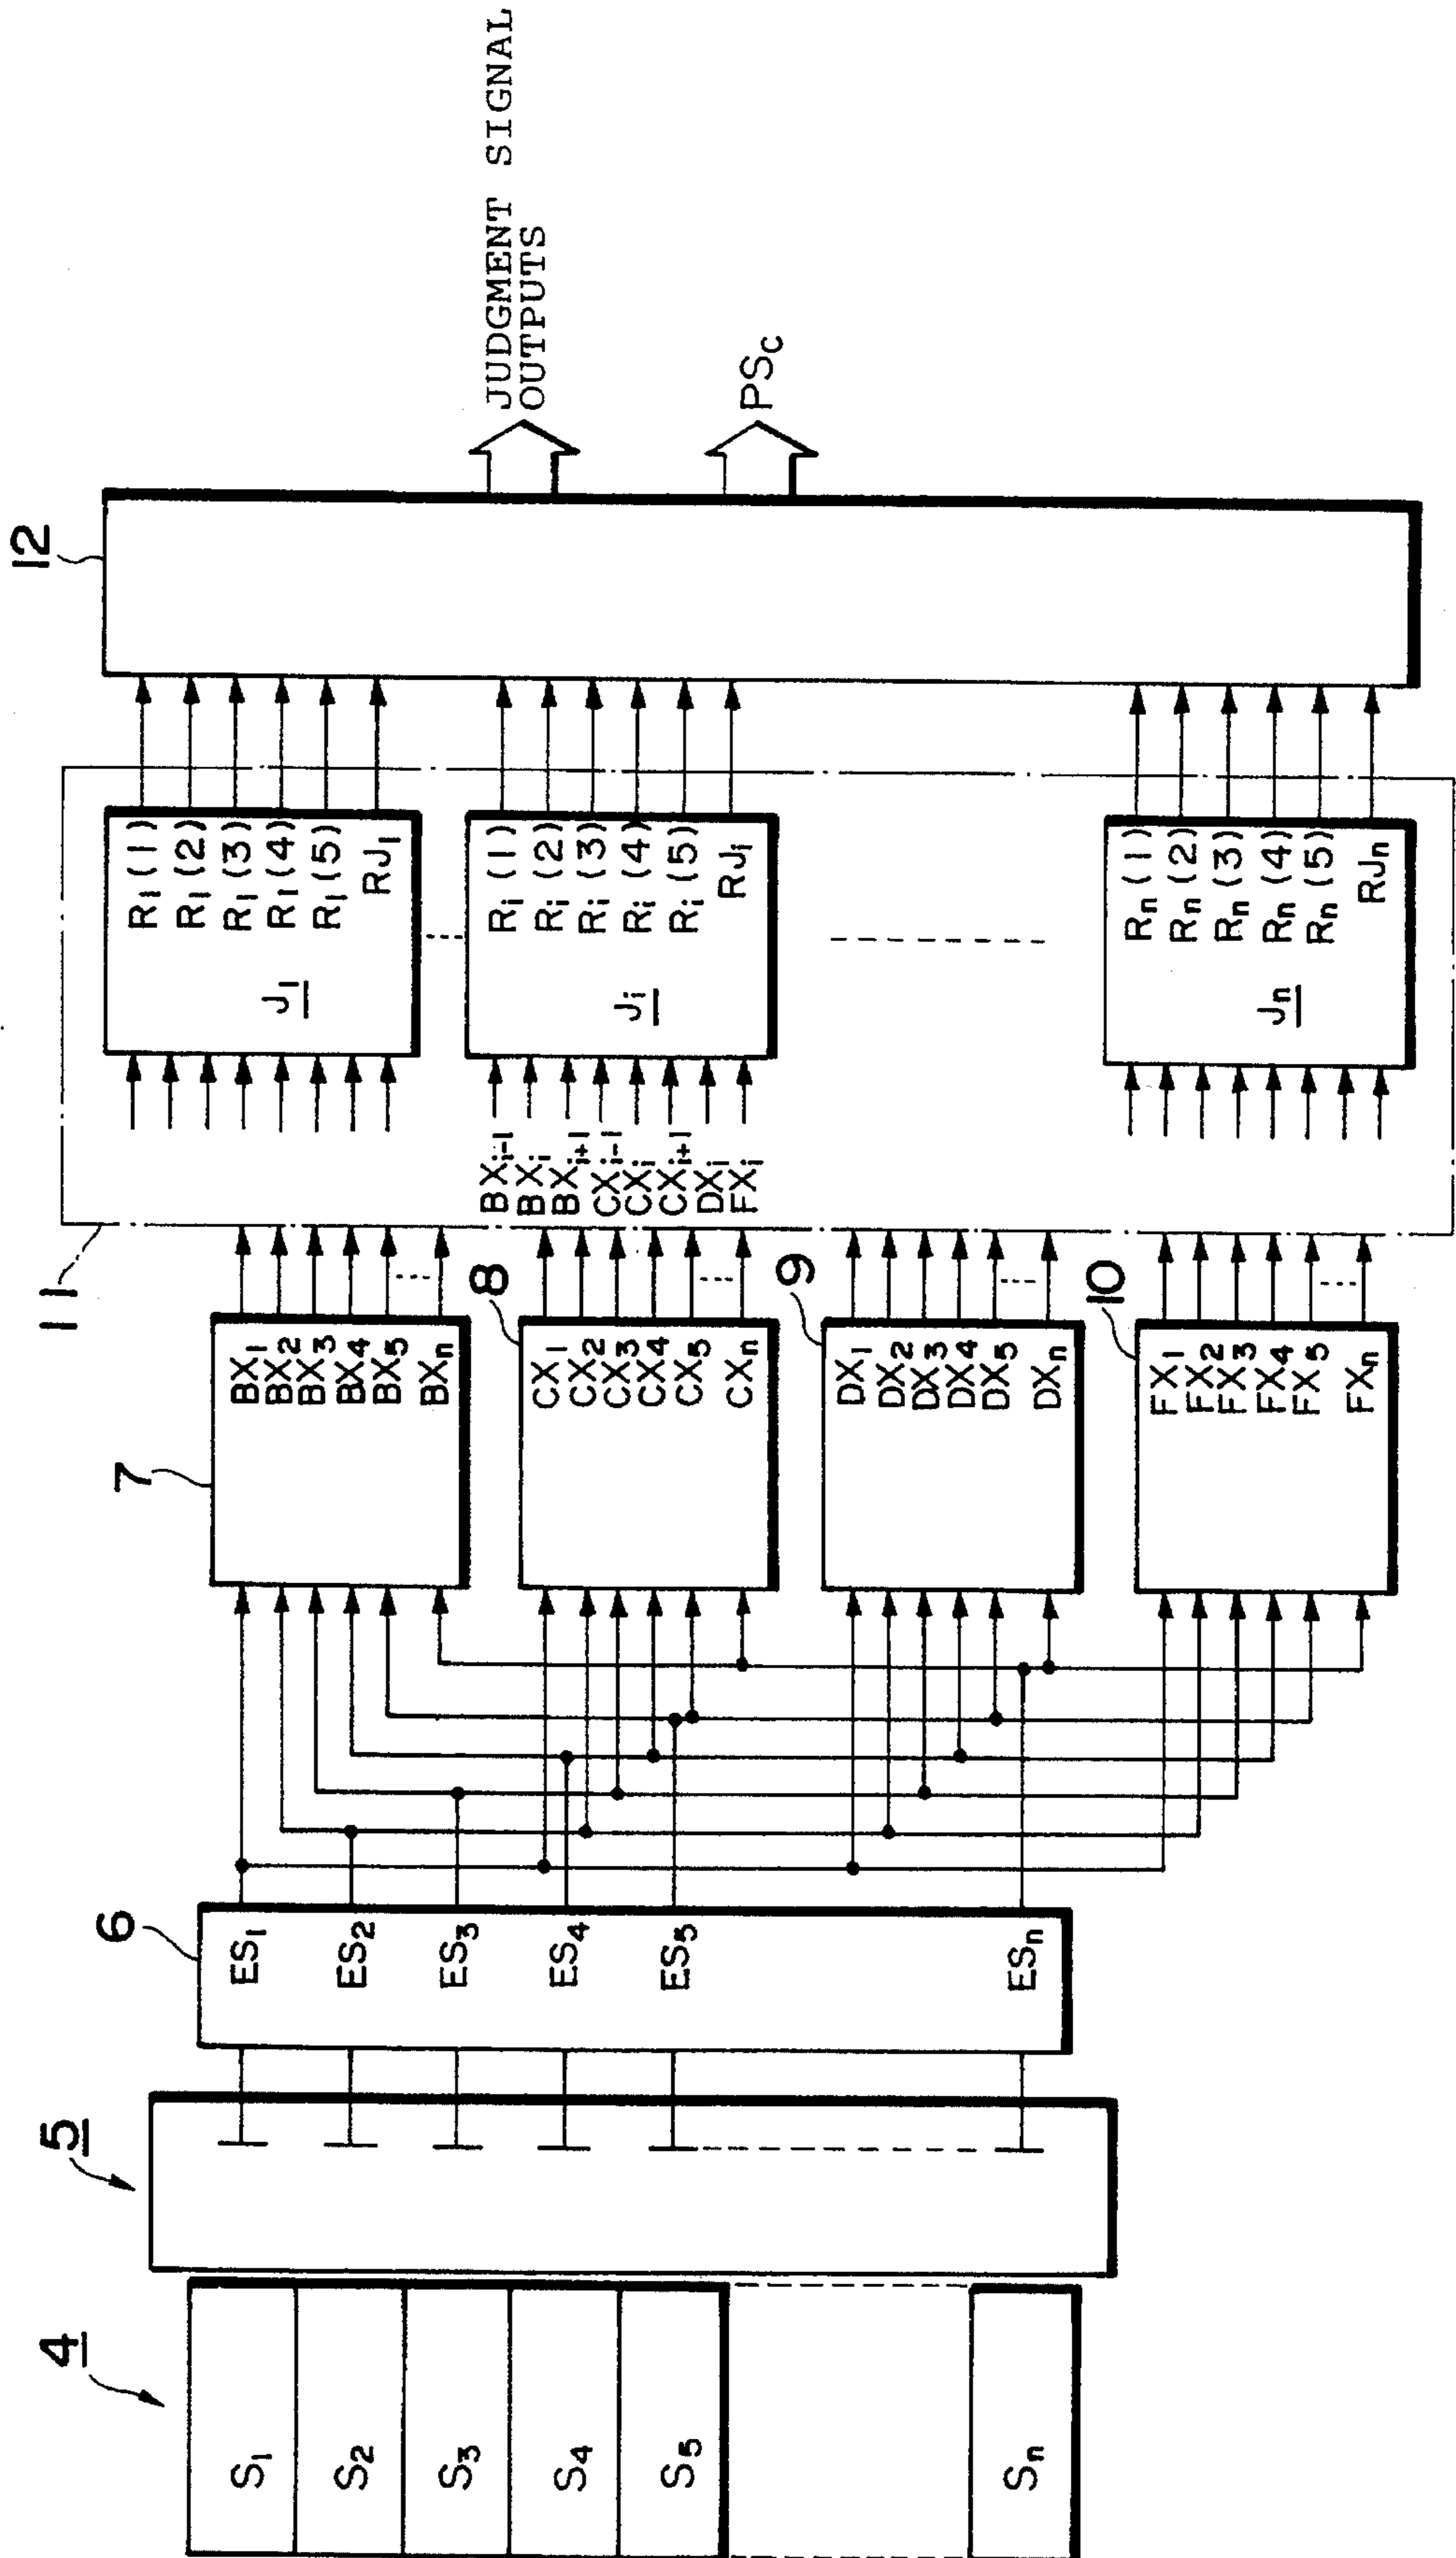 4
S1
S2
S3
S4
S5
Sn
5
6
ES1
ES2
ES3
ES4
ES5
ESn
7
BX1
BX2
BX3
BX4
BX5
BXn
8
CX1
CX2
CX3
CX4
CX5
CXn
9
DX1
DX2
DX3
DX4
DX5
DXn
10
FX1
FX2
FX3
FX4
FX5
FXn
11
J1
R1 (1)
R1 (2)
R1 (3)
R1 (4)
R1 (5)
RJ1
BXi-1
BXi
BXi+1
CXi-1
CXi
CXi+1
DXi
FXi
Ji
Ri (1)
Ri (2)
Ri (3)
Ri (4)
Ri (5)
RJi
Jn
Rn (1)
Rn (2)
Rn (3)
Rn (4)
Rn (5)
RJn
12
JUDGMENT SIGNAL
OUTPUTS
PSC